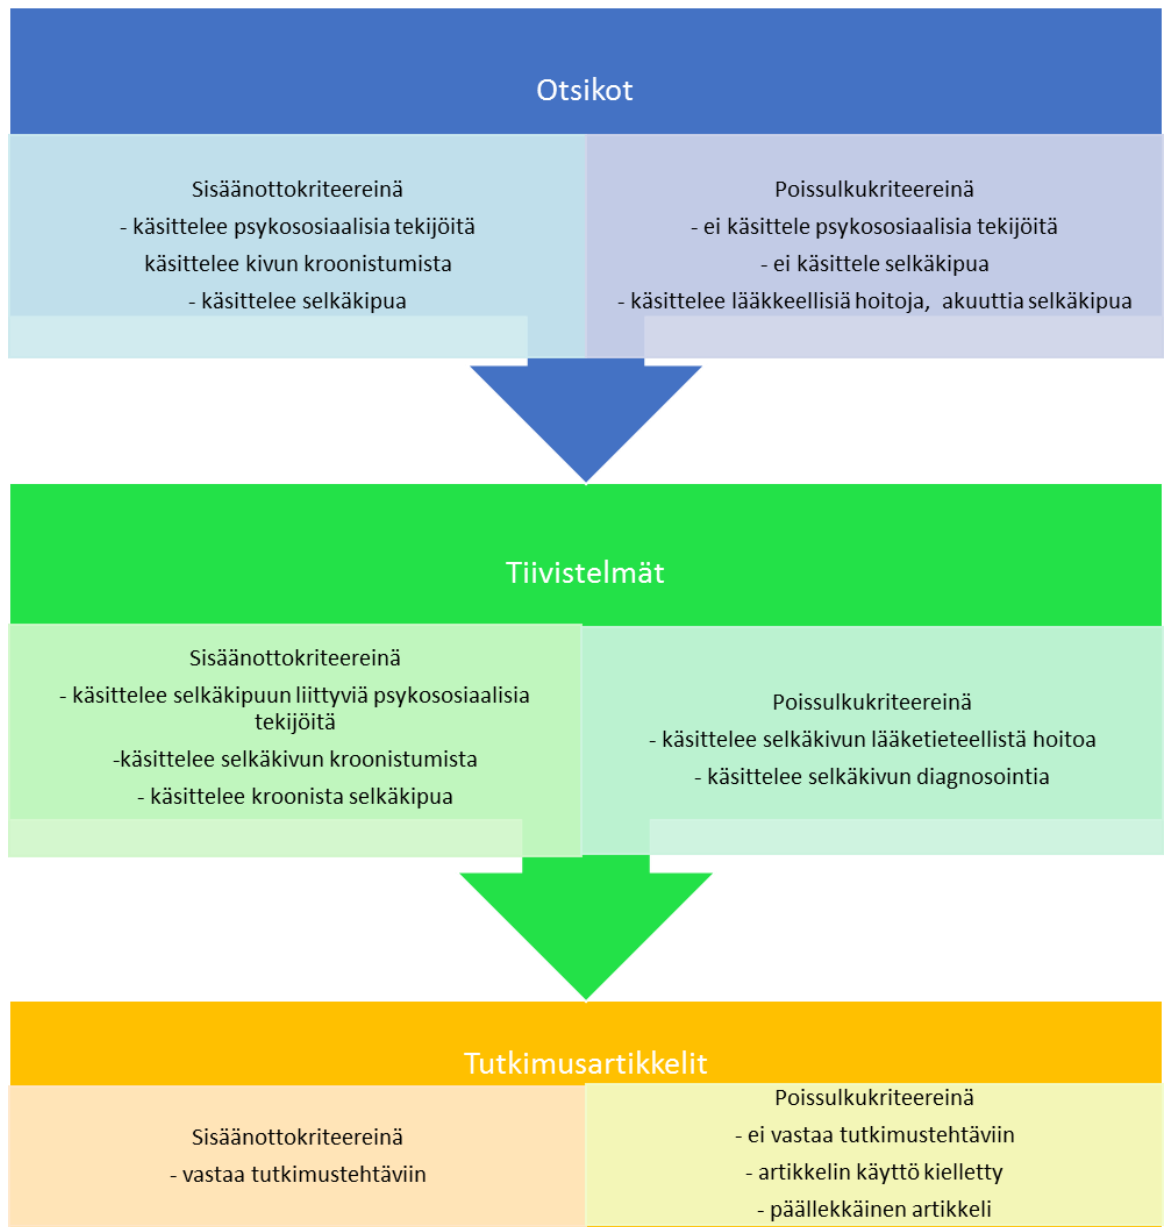 Otsikot
Sisäänottokriteereinä
- käsittelee psykososiaalisia tekijöitä
käsittelee kivun kroonistumista
- käsittelee selkäkipua
Poissulkukriteereinä
- ei käsittele psykososiaalisia tekijöitä
- ei käsittele selkäkipua
- käsittelee lääkkeellisiä hoitoja, akuuttia selkäkipua
Tiivistelmät
Sisäänottokriteereinä
- käsittelee selkäkipuun liittyviä psykososiaalisia
tekijöitä
-käsittelee selkäkivun kroonistumista
- käsittelee kroonista selkäkipua
Poissulkukriteereinä
- käsittelee selkäkivun lääketieteellistä hoitoa
- käsittelee selkäkivun diagnosointia
Tutkimusartikkelit
Sisäänottokriteereinä
- vastaa tutkimustehtäviin
Poissulkukriteereinä
- ei vastaa tutkimustehtäviin
- artikkelin käyttö kielletty
- päällekkäinen artikkeli